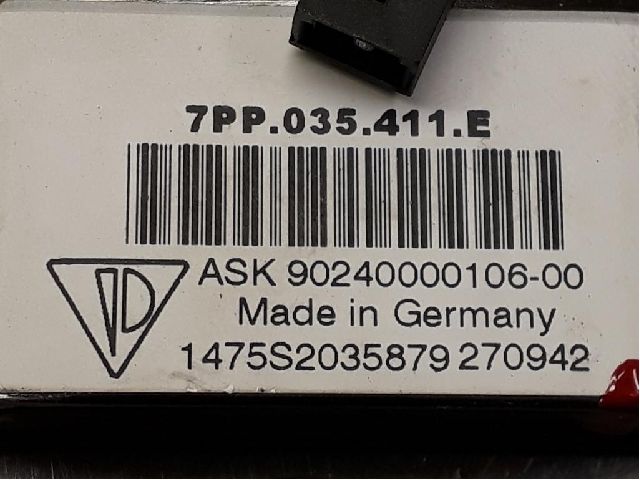 7PP.035.411.E
ASK 90240000106-00
Made in Germany
1475S2035879 270942